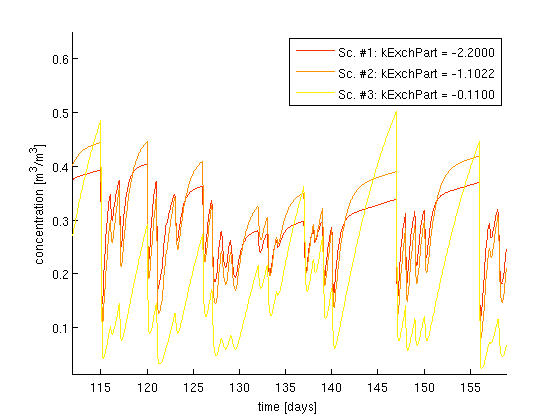 0.6
0.5
0.4
0.3
0.2
0.1
concentration [m3/m3]
Sc. #1: kExchPart = -2.2000
Sc. #2: kExchPart = -1.1022
Sc. #3: kExchPart = -0.1100
115 120 125 130 135 140 145 150 155
time [days]